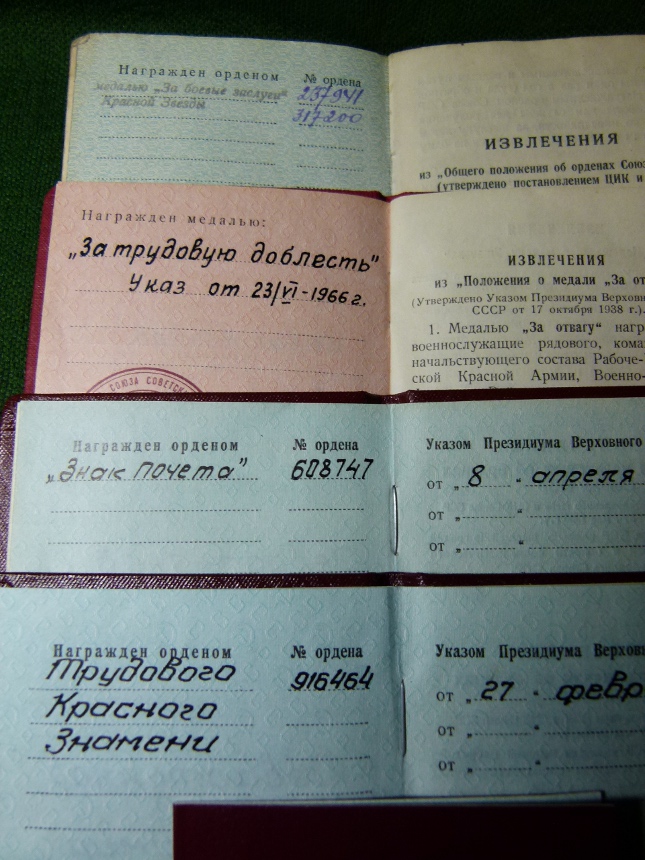 Награжден орденом
№ ордена
медалью „За боевые заслуги"
237941
Красной Звезды
317200
ИЗВЛЕЧЕНИЯ
из „Общего положения об орденах Союз
(утверждено постановлением ЦИК и
Награжден медалью:
„За трудовую доблесть"
Указ от 23/VI-1966 г.
СОЮЗА СОВЕТСК
ИЗВЛЕЧЕНИЯ
из „Положения о медали „За от
(Утверждено Указом Президиума Верховн
СССР от 17 октября 1938 г.).
1. Медалью „За отвагу" нагр
военнослужащие рядового, кома
начальствующего состава Рабоче-
ской Красной Армии, Военно-
Награжден орденом
№ ордена
„Знак Почета"
608747
Указом Президиума Верховного
от „ 8 " апреля
от „ "
от „ "
Награжден орденом
№ ордена
Трудового
916464
Красного
Знамени
Указом Президиума Верховн
от „ 27 " февр
от „ "
от „ "